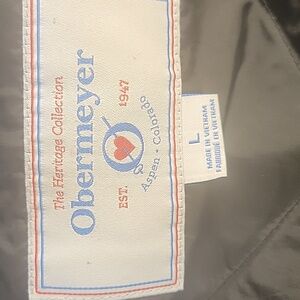 The Heritage Collection
Obermeyer
EST. 1947
Aspen - Colorado
L
MADE IN VIETNAM
FABRIQUÉ EN VIETNAM